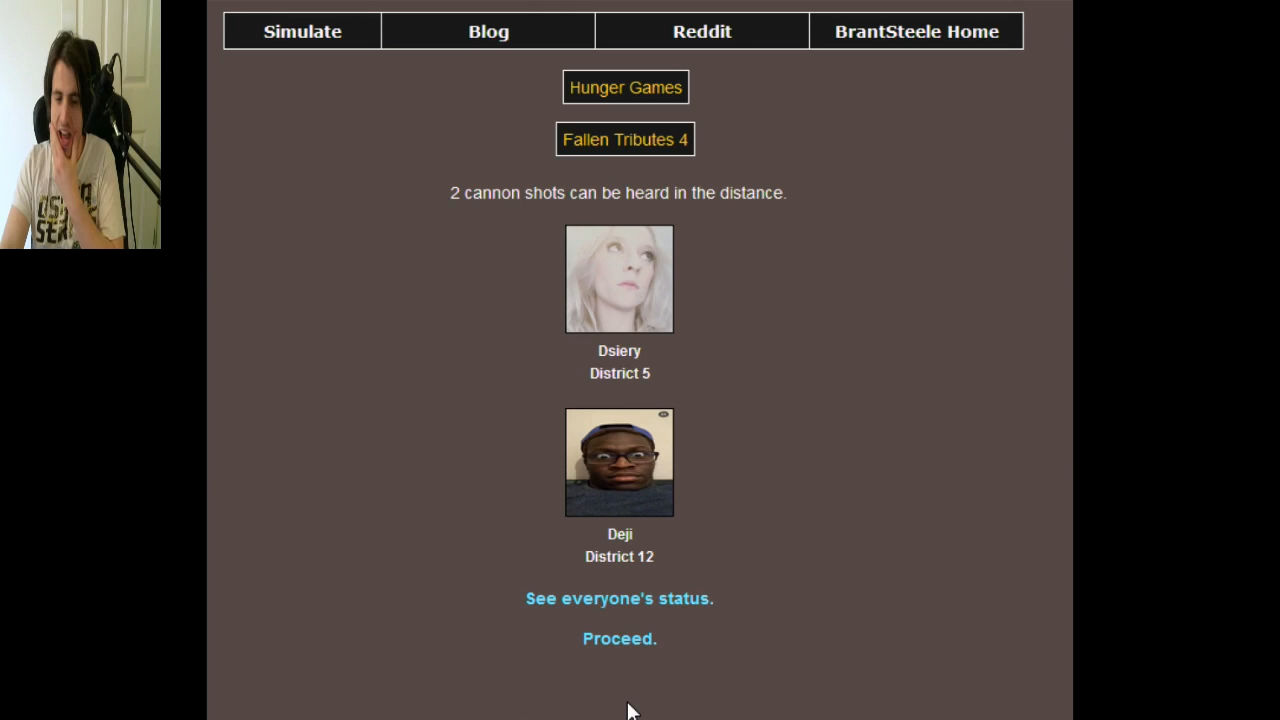 Simulate
Blog
Reddit
BrantSteele Home
Hunger Games
Fallen Tributes 4
2 cannon shots can be heard in the distance.
Dsiery
District 5
Deji
District 12
See everyone's status.
Proceed.